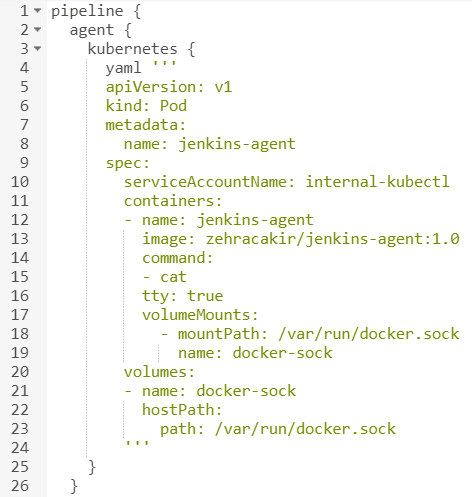 1 pipeline {
2   agent {
3     kubernetes {
4       yaml '''
5       apiVersion: v1
6       kind: Pod
7       metadata:
8         name: jenkins-agent
9       spec:
10         serviceAccountName: internal-kubectl
11         containers:
12         - name: jenkins-agent
13           image: zehracakir/jenkins-agent:1.0
14           command:
15           - cat
16           tty: true
17           volumeMounts:
18             - mountPath: /var/run/docker.sock
19               name: docker-sock
20         volumes:
21         - name: docker-sock
22           hostPath:
23             path: /var/run/docker.sock
24         '''
25     }
26   }